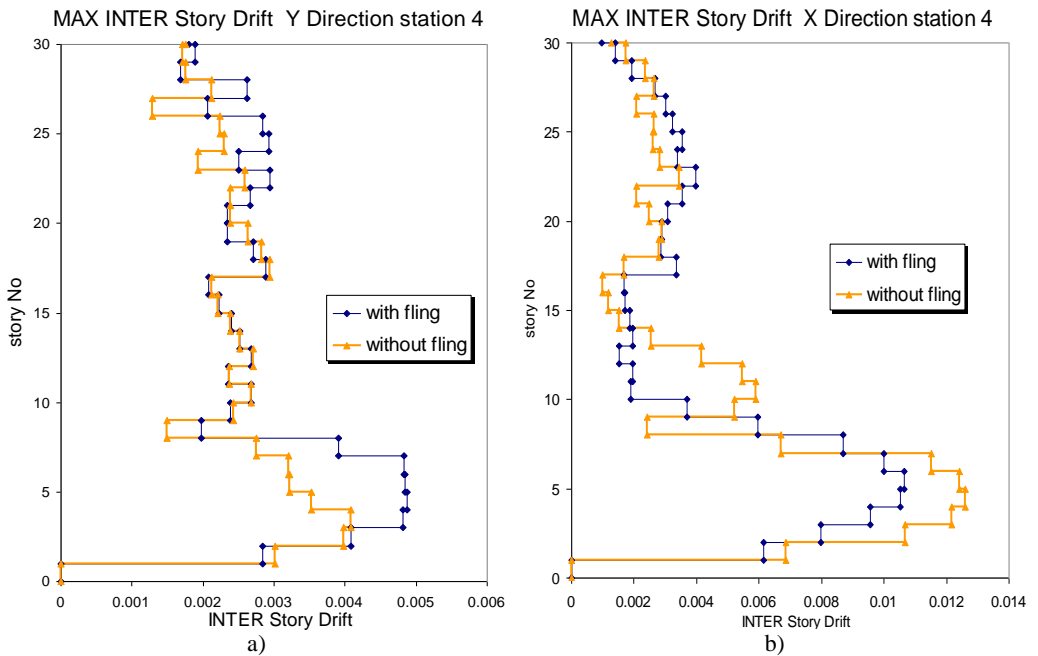 MAX INTER Story Drift Y Direction station 4
30
25
20
15
10
5
0
story No
with fling
without fling
0 0.001 0.002 0.003 0.004 0.005 0.006
INTER Story Drift
a)
MAX INTER Story Drift X Direction station 4
30
25
20
15
10
5
0
story No
with fling
without fling
0 0.002 0.004 0.006 0.008 0.01 0.012 0.014
INTER Story Drift
b)